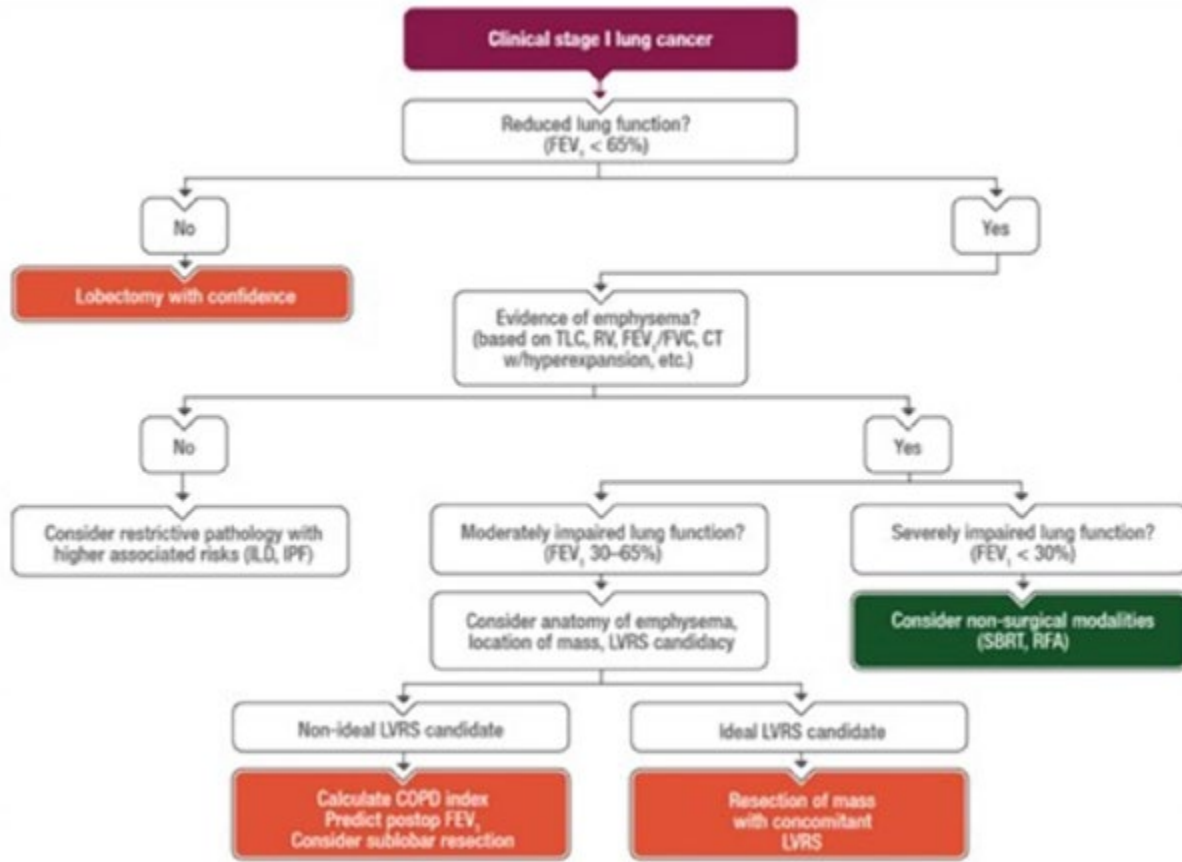 Clinical stage I lung cancer
Reduced lung function?
(FEV₁ < 65%)
No
Yes
Lobectomy with confidence
Evidence of emphysema?
(based on TLC, RV, FEV₁/FVC, CT
w/hyperexpansion, etc.)
No
Yes
Consider restrictive pathology with
higher associated risks (ILD, IPF)
Moderately impaired lung function?
(FEV₁ 30–65%)
Severely impaired lung function?
(FEV₁ < 30%)
Consider anatomy of emphysema,
location of mass, LVRS candidacy
Consider non-surgical modalities
(SBRT, RFA)
Non-ideal LVRS candidate
Ideal LVRS candidate
Calculate COPD index
Predict postop FEV₁
Consider sublobar resection
Resection of mass
with concomitant
LVRS